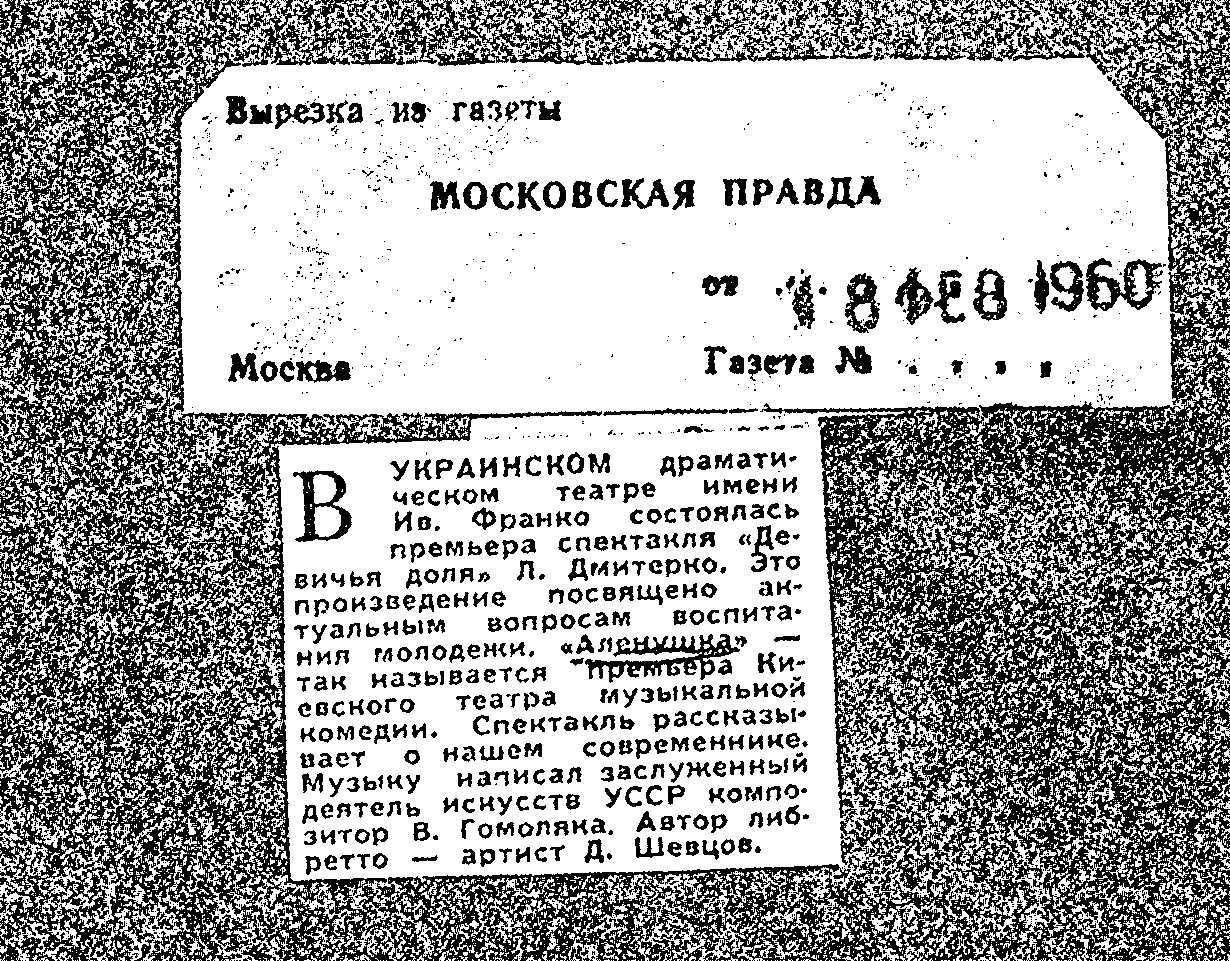 Вырезка из газеты
МОСКОВСКАЯ ПРАВДА
от 18 ФЕВ 1960
Москва Газета № . . . .
В УКРАИНСКОМ драмати-
ческом театре имени
Ив. Франко состоялась
премьера спектакля «Де-
вичья доля» Л. Дмитерко. Это
произведение посвящено ак-
туальным вопросам воспита-
ния молодежи. «Аленушка» —
так называется премьера Ки-
евского театра музыкальной
комедии. Спектакль рассказы-
вает о нашем современнике.
Музыку написал заслуженный
деятель искусств УССР компо-
зитор В. Гомоляка. Автор либ-
ретто — артист Д. Шевцов.